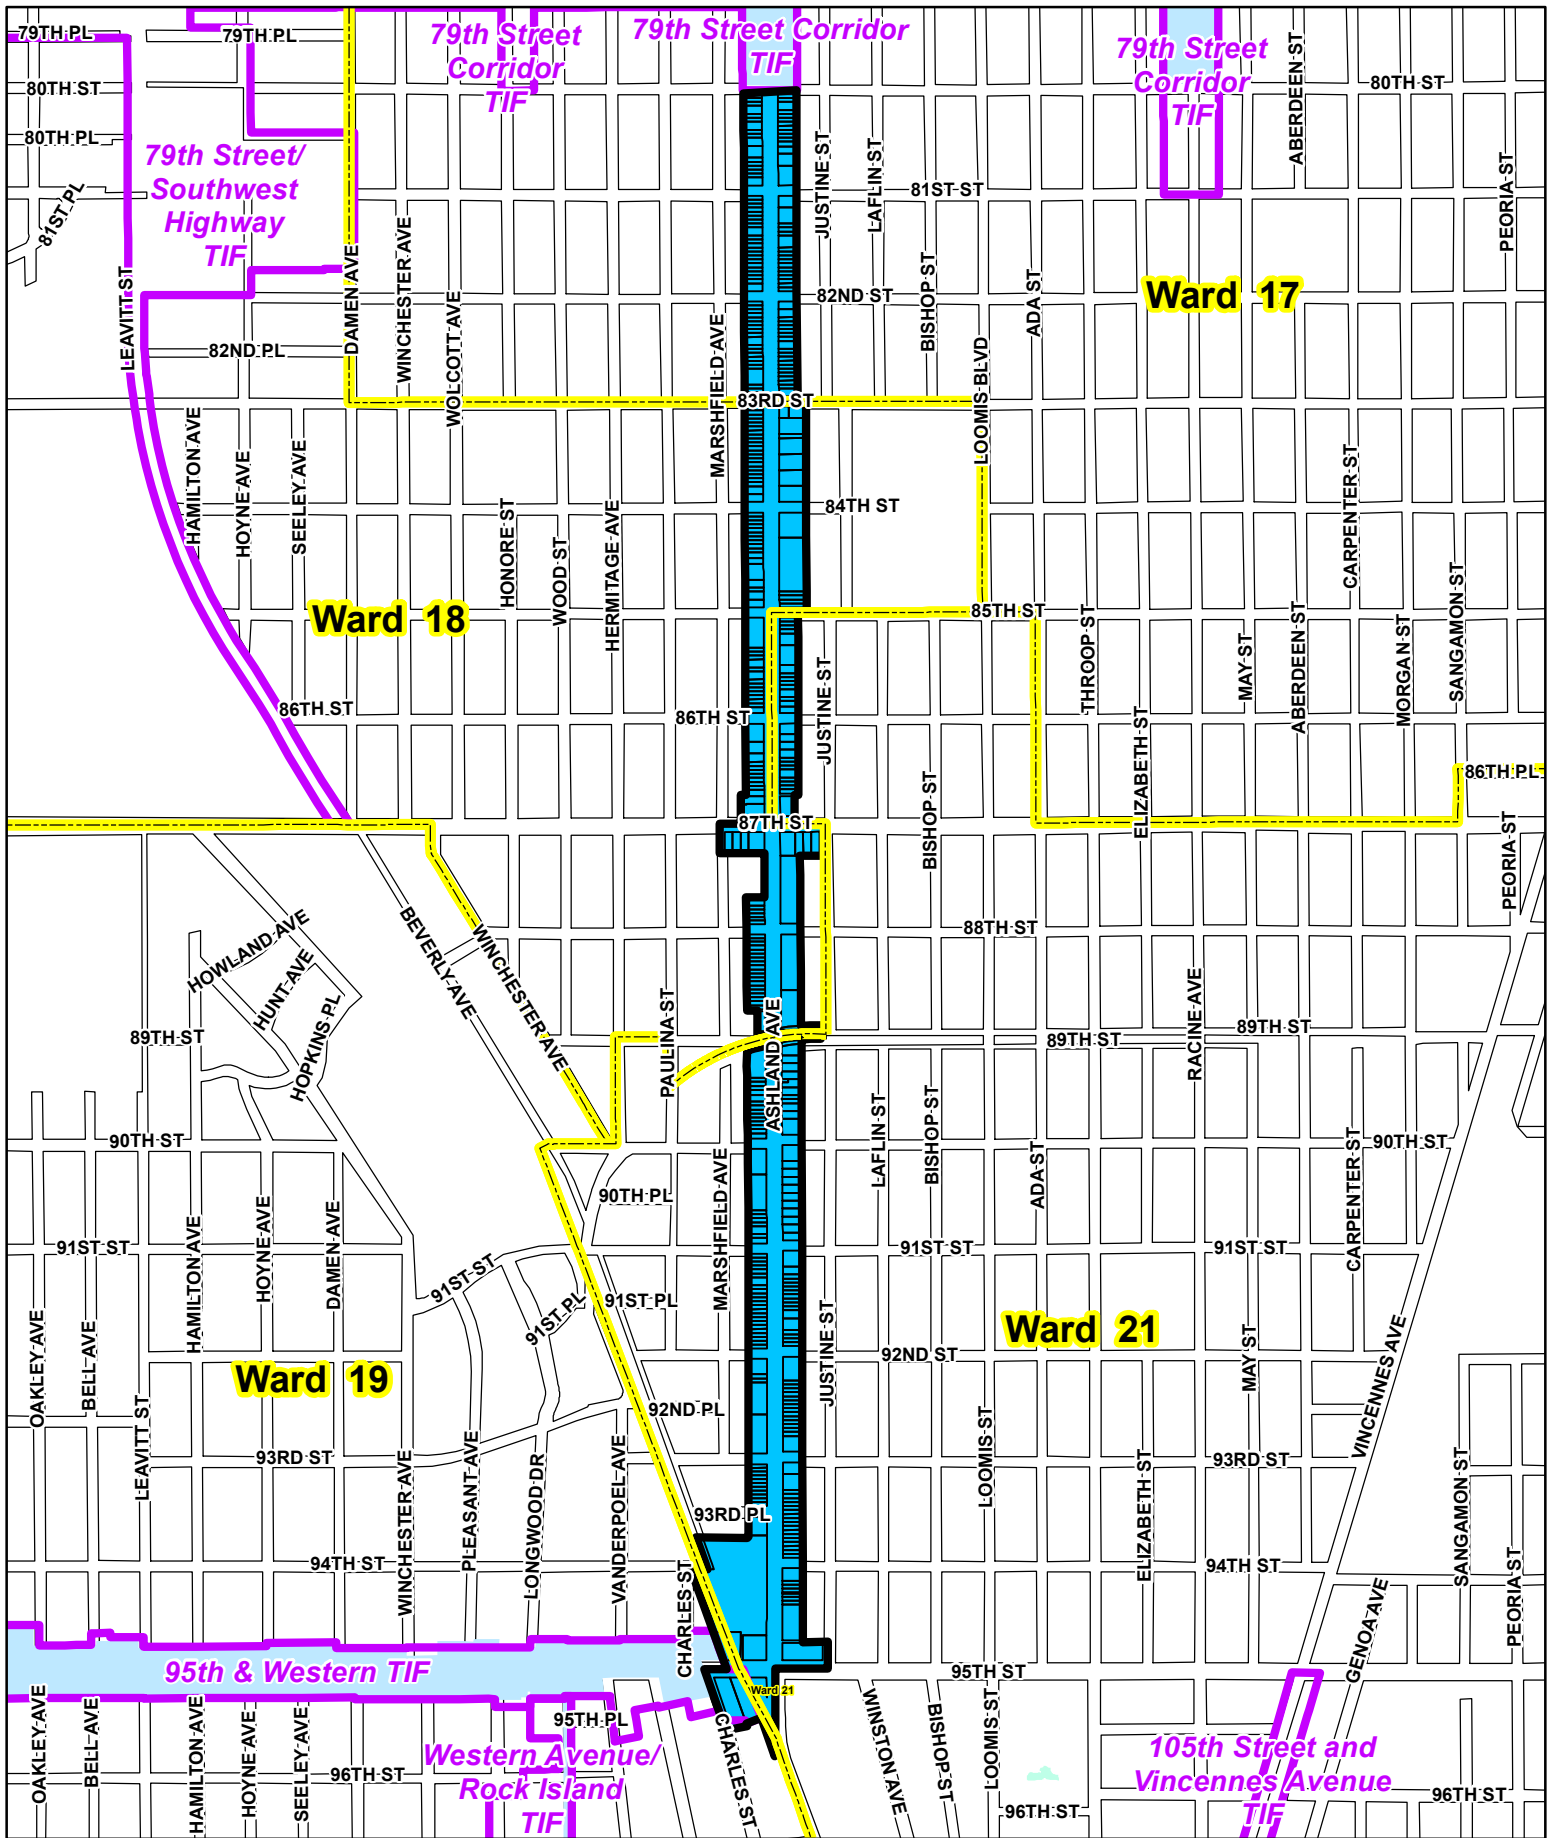 79TH PL
79TH PL
79th Street
Corridor
TIF
79th Street Corridor
TIF
79th Street
Corridor
TIF
ABERDEEN ST
80TH ST
80TH ST
80TH PL
79th Street/
Southwest
Highway
TIF
81ST PL
JUSTINE ST
LAFLIN ST
81ST ST
PEORIA ST
LEAVITT ST
DAMEN AVE
WINCHESTER AVE
WOLCOTT AVE
MARSHFIELD AVE
82ND ST
BISHOP ST
ADA ST
Ward 17
82ND PL
LOOMIS BLVD
83RD ST
HAMILTON AVE
HOYNE AVE
SEELEY AVE
HONORE ST
WOOD ST
HERMITAGE AVE
84TH ST
CARPENTER ST
Ward 18
85TH ST
THROOP ST
MAY ST
ABERDEEN ST
MORGAN ST
SANGAMON ST
86TH ST
86TH ST
JUSTINE ST
ELIZABETH ST
86TH PL
BISHOP ST
87TH ST
PEORIA ST
HOWLAND AV
HUNT AVE
HOPKINS PL
BEVERLY AVE
WINCHESTER AVE
88TH ST
PAULINA ST
ASHLAND AVE
RACINE AVE
89TH ST
89TH ST
89TH ST
90TH ST
LAFLIN ST
BISHOP ST
ADA ST
CARPENTER ST
90TH ST
90TH PL
MARSHFIELD AVE
91ST ST
HAMILTON AVE
HOYNE AVE
DAMEN AVE
91ST ST
91ST PL
91ST PL
91ST ST
91ST ST
OAKLEY AVE
BELL AVE
Ward 19
JUSTINE ST
92ND ST
Ward 21
MAY ST
VINCENNES AVE
LEAVITT ST
92ND PL
93RD ST
WINCHESTER AVE
PLEASANT AVE
LONGWOOD DR
VANDERPOEL AVE
LOOMIS ST
ELIZABETH ST
93RD ST
SANGAMON ST
93RD PL
94TH ST
CHARLES ST
94TH ST
GENOA AVE
PEORIA ST
95th & Western TIF
95TH ST
Ward 21
OAKLEY AVE
BELL AVE
HAMILTON AVE
HOYNE AVE
SEELEY AVE
95TH PL
CHARLES ST
WINSTON AVE
BISHOP ST
LOOMIS ST
Western Avenue/
Rock Island
TIF
105th Street and
Vincennes Avenue
TIF
96TH ST
96TH ST
96TH ST